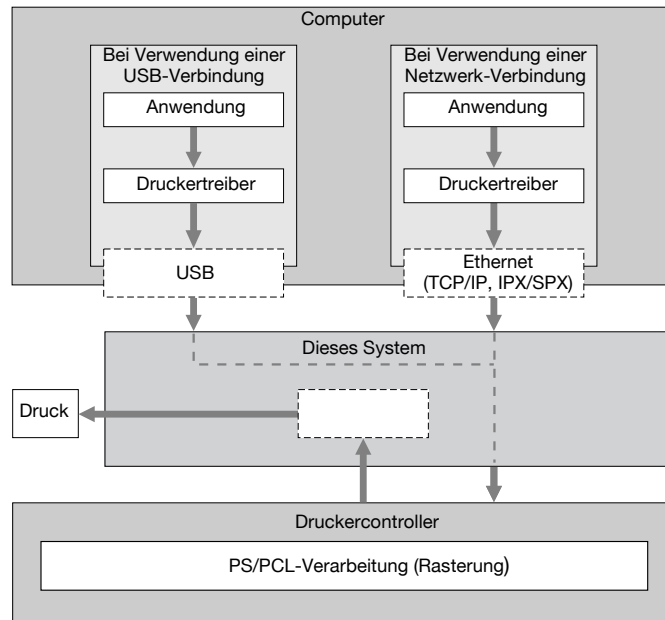 Computer
Bei Verwendung einer
USB-Verbindung
Anwendung
Druckertreiber
USB
Bei Verwendung einer
Netzwerk-Verbindung
Anwendung
Druckertreiber
Ethernet
(TCP/IP, IPX/SPX)
Dieses System
Druck
Druckercontroller
PS/PCL-Verarbeitung (Rasterung)